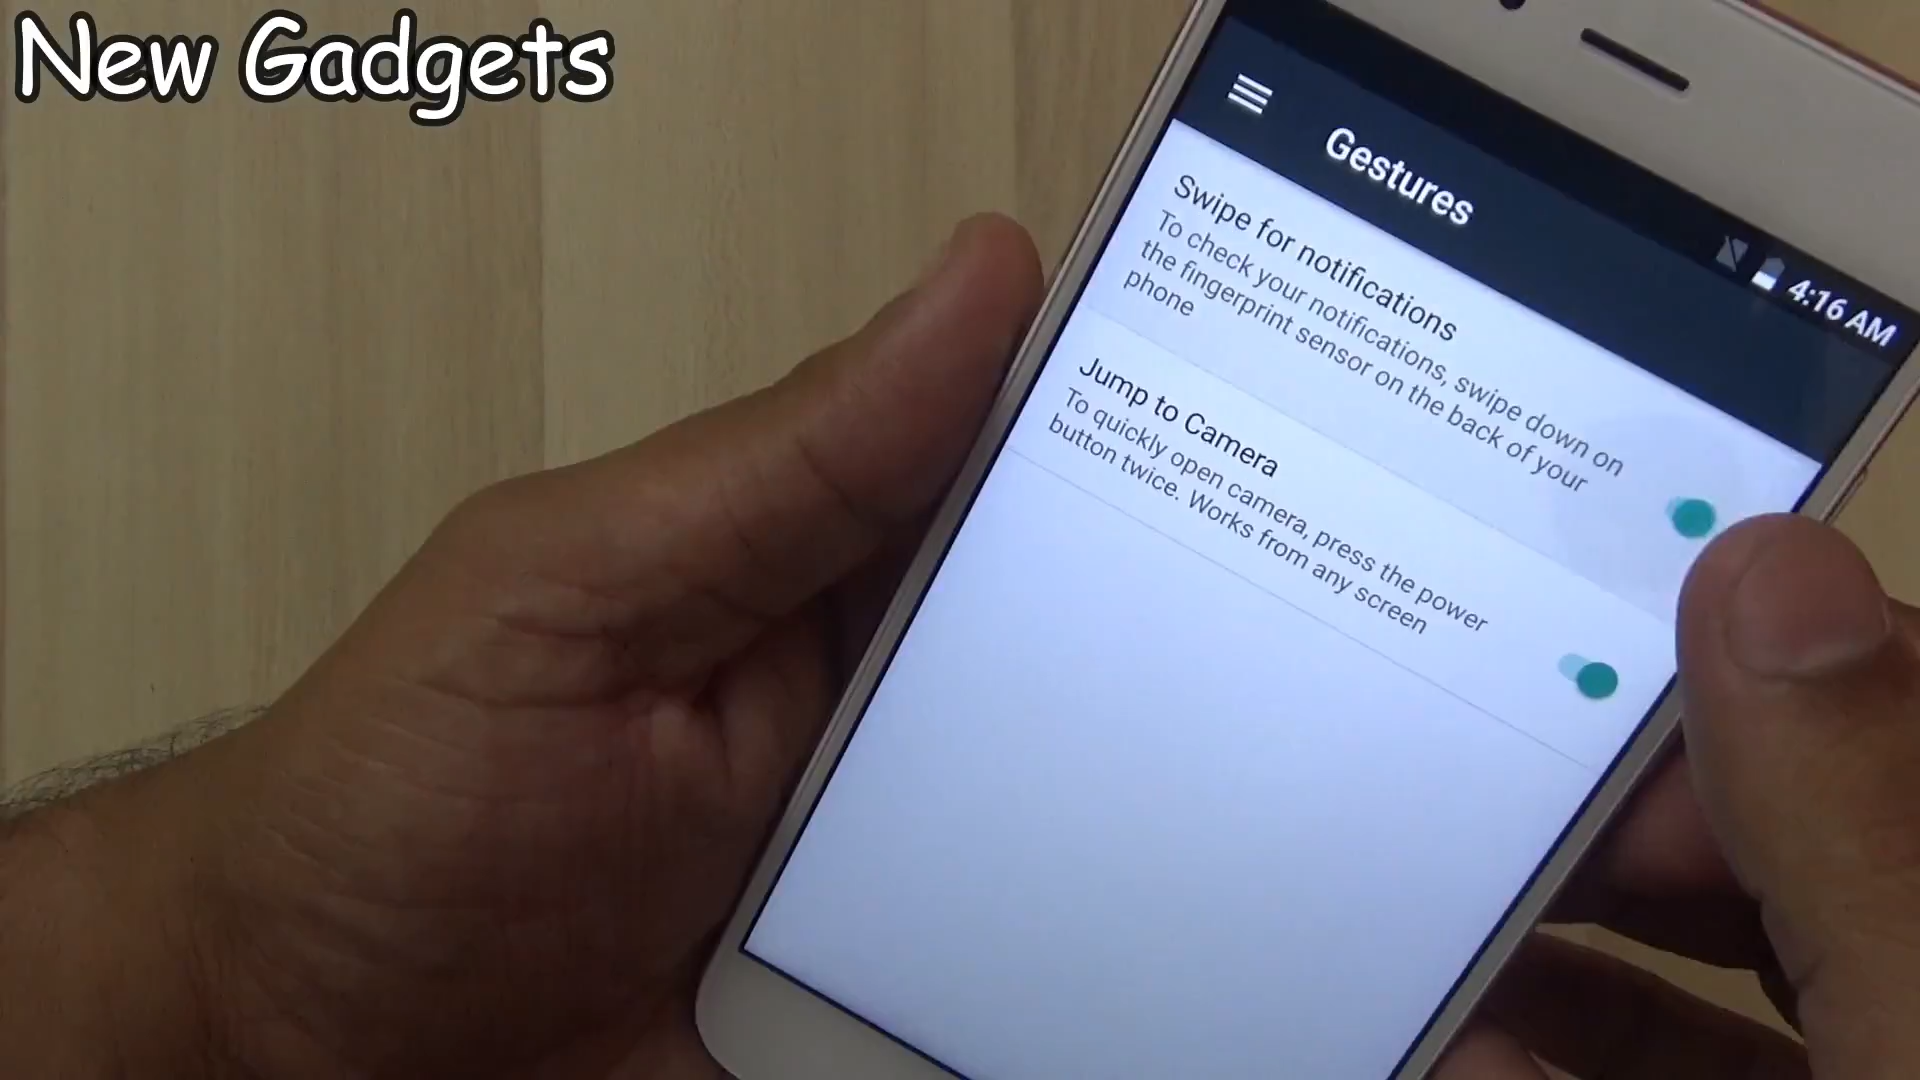 New Gadgets
4:16 AM
Gestures
Swipe for notifications
To check your notifications, swipe down on
the fingerprint sensor on the back of your
phone
Jump to Camera
To quickly open camera, press the power
button twice. Works from any screen